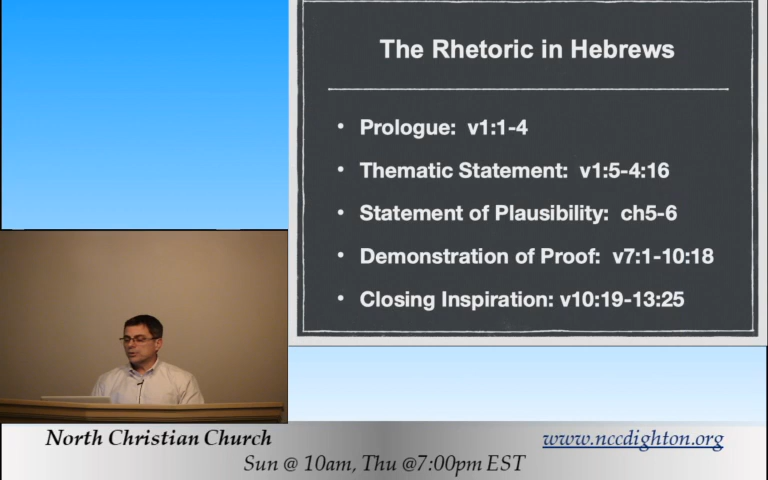 The Rhetoric in Hebrews
• Prologue: v1:1-4
• Thematic Statement: v1:5-4:16
• Statement of Plausibility: ch5-6
• Demonstration of Proof: v7:1-10:18
• Closing Inspiration: v10:19-13:25
North Christian Church
www.nccdighton.org
Sun @ 10am, Thu @7:00pm EST